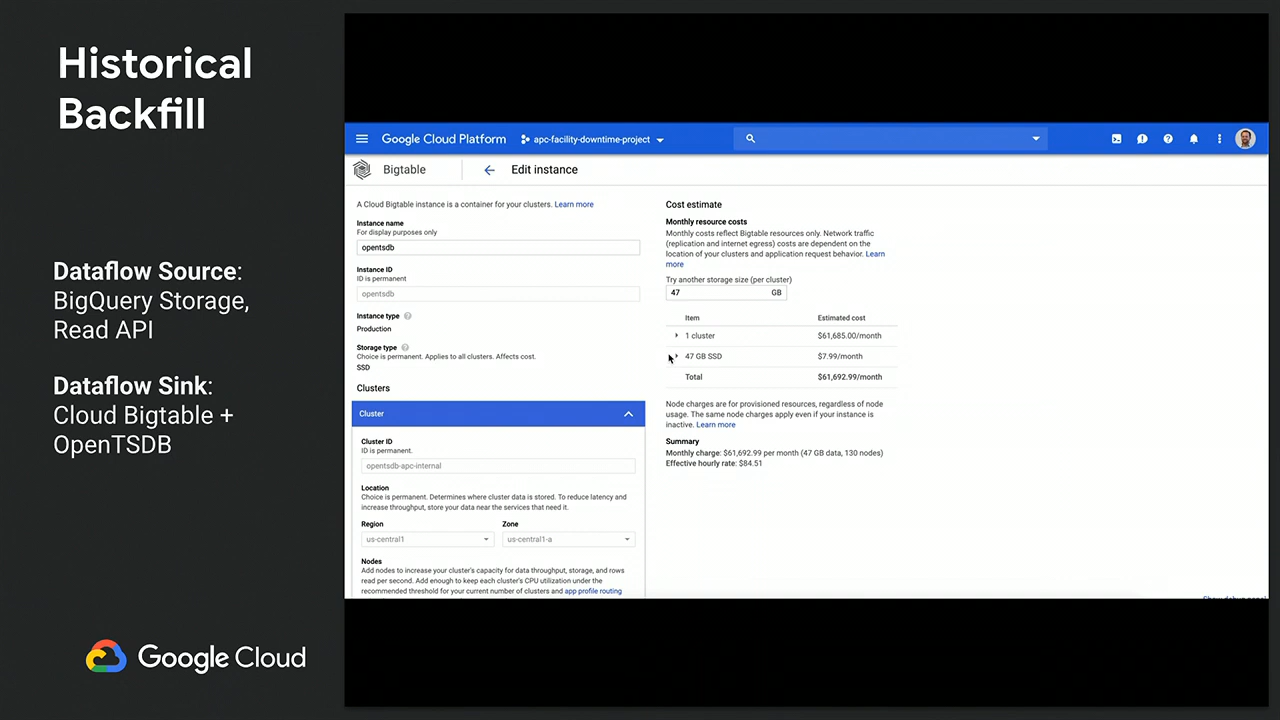 Historical
Backfill
Dataflow Source:
BigQuery Storage,
Read API
Dataflow Sink:
Cloud Bigtable +
OpenTSDB
Google Cloud
Google Cloud Platform
apc-facility-downtime-project
Bigtable
Edit instance
A Cloud Bigtable instance is a container for your clusters. Learn more
Instance name
For display purposes only
opentsdb
Instance ID
ID is permanent
opentsdb
Instance type
Production
Storage type
Choice is permanent. Applies to all clusters. Affects cost.
SSD
Clusters
Cluster
Cluster ID
ID is permanent.
opentsdb-apc-internal
Location
Choice is permanent. Determines where cluster data is stored. To reduce latency and
increase throughput, store your data near the services that need it.
Region Zone
us-central1 us-central1-a
Nodes
Add nodes to increase your cluster's capacity for data throughput, storage, and rows
read per second. Add enough to keep each cluster's CPU utilization under the
recommended threshold for your current number of clusters and app profile routing
Cost estimate
Monthly resource costs
Monthly costs reflect Bigtable resources only. Network traffic
(replication and internet egress) costs are dependent on the
location of your clusters and application request behavior. Learn
more
Try another storage size (per cluster)
47 GB
Item Estimated cost
1 cluster $61,685.00/month
47 GB SSD $7.99/month
Total $61,692.99/month
Node charges are for provisioned resources, regardless of node
usage. The same node charges apply even if your instance is
inactive. Learn more
Summary
Monthly charge: $61,692.99 per month (47 GB data, 130 nodes)
Effective hourly rate: $84.51